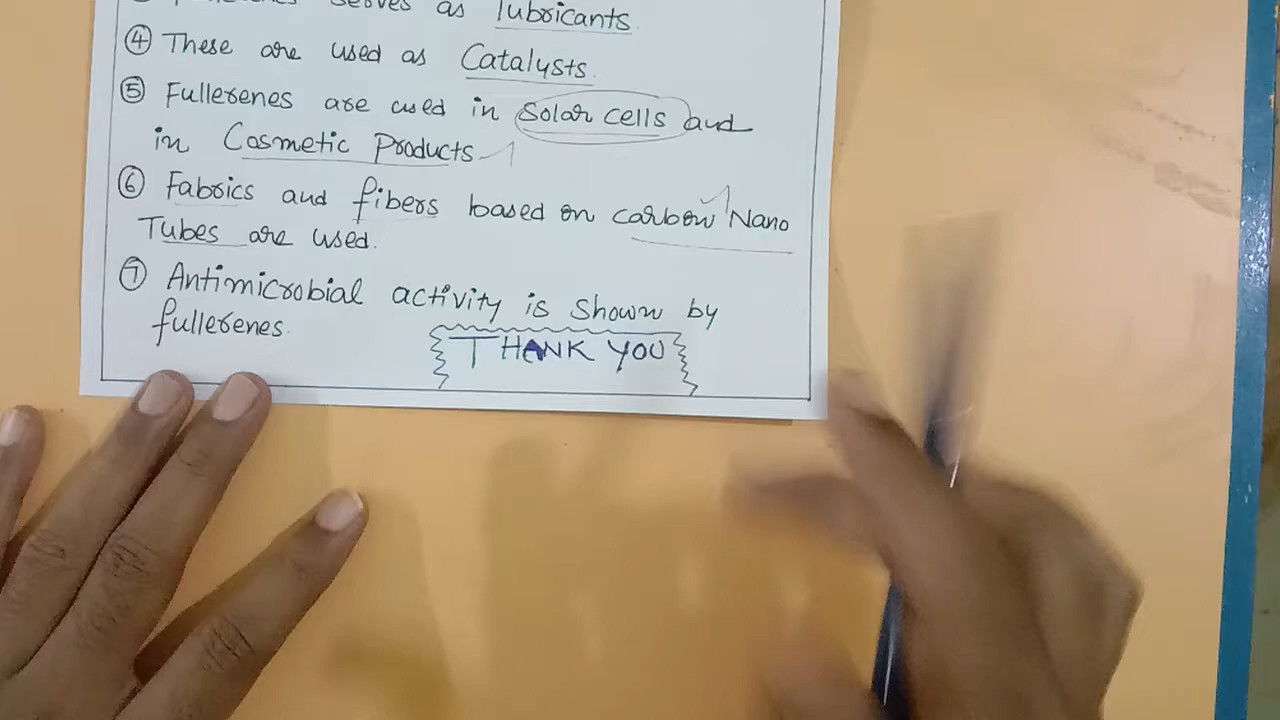 serves as lubricants.
④ These are used as Catalysts.
⑤ Fullerenes are used in Solar cells and
in Cosmetic Products
⑥ Fabrics and fibers based on carbon Nano
Tubes are used.
⑦ Antimicrobial activity is shown by
fullerenes.
THANK YOU